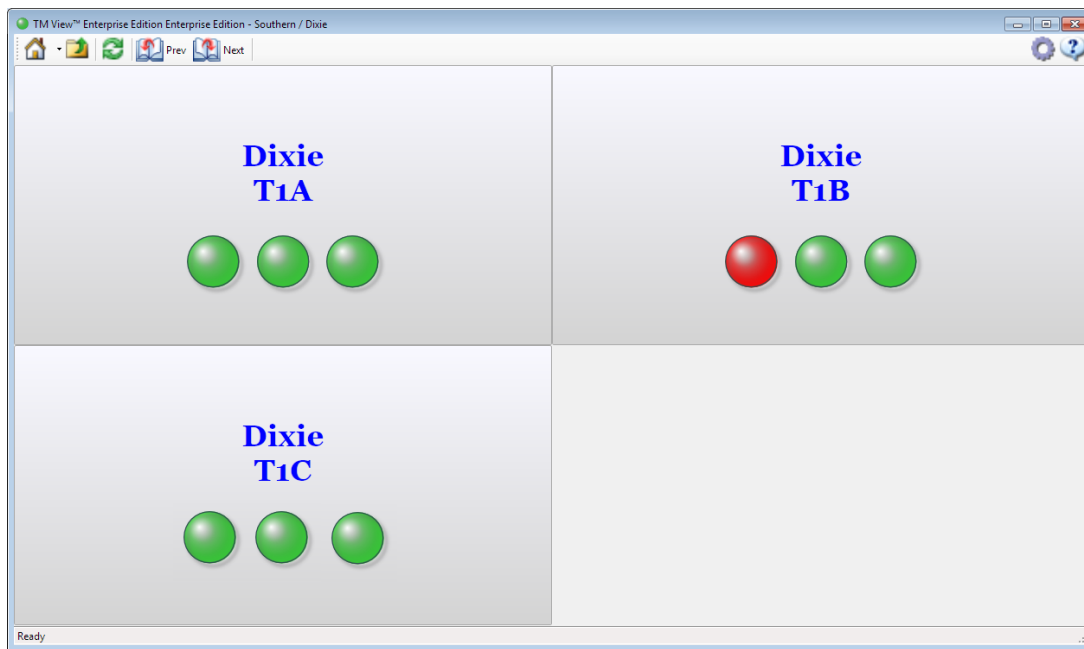 TM View™ Enterprise Edition Enterprise Edition - Southern / Dixie
Prev Next
Dixie
T1A
Dixie
T1B
Dixie
T1C
Ready